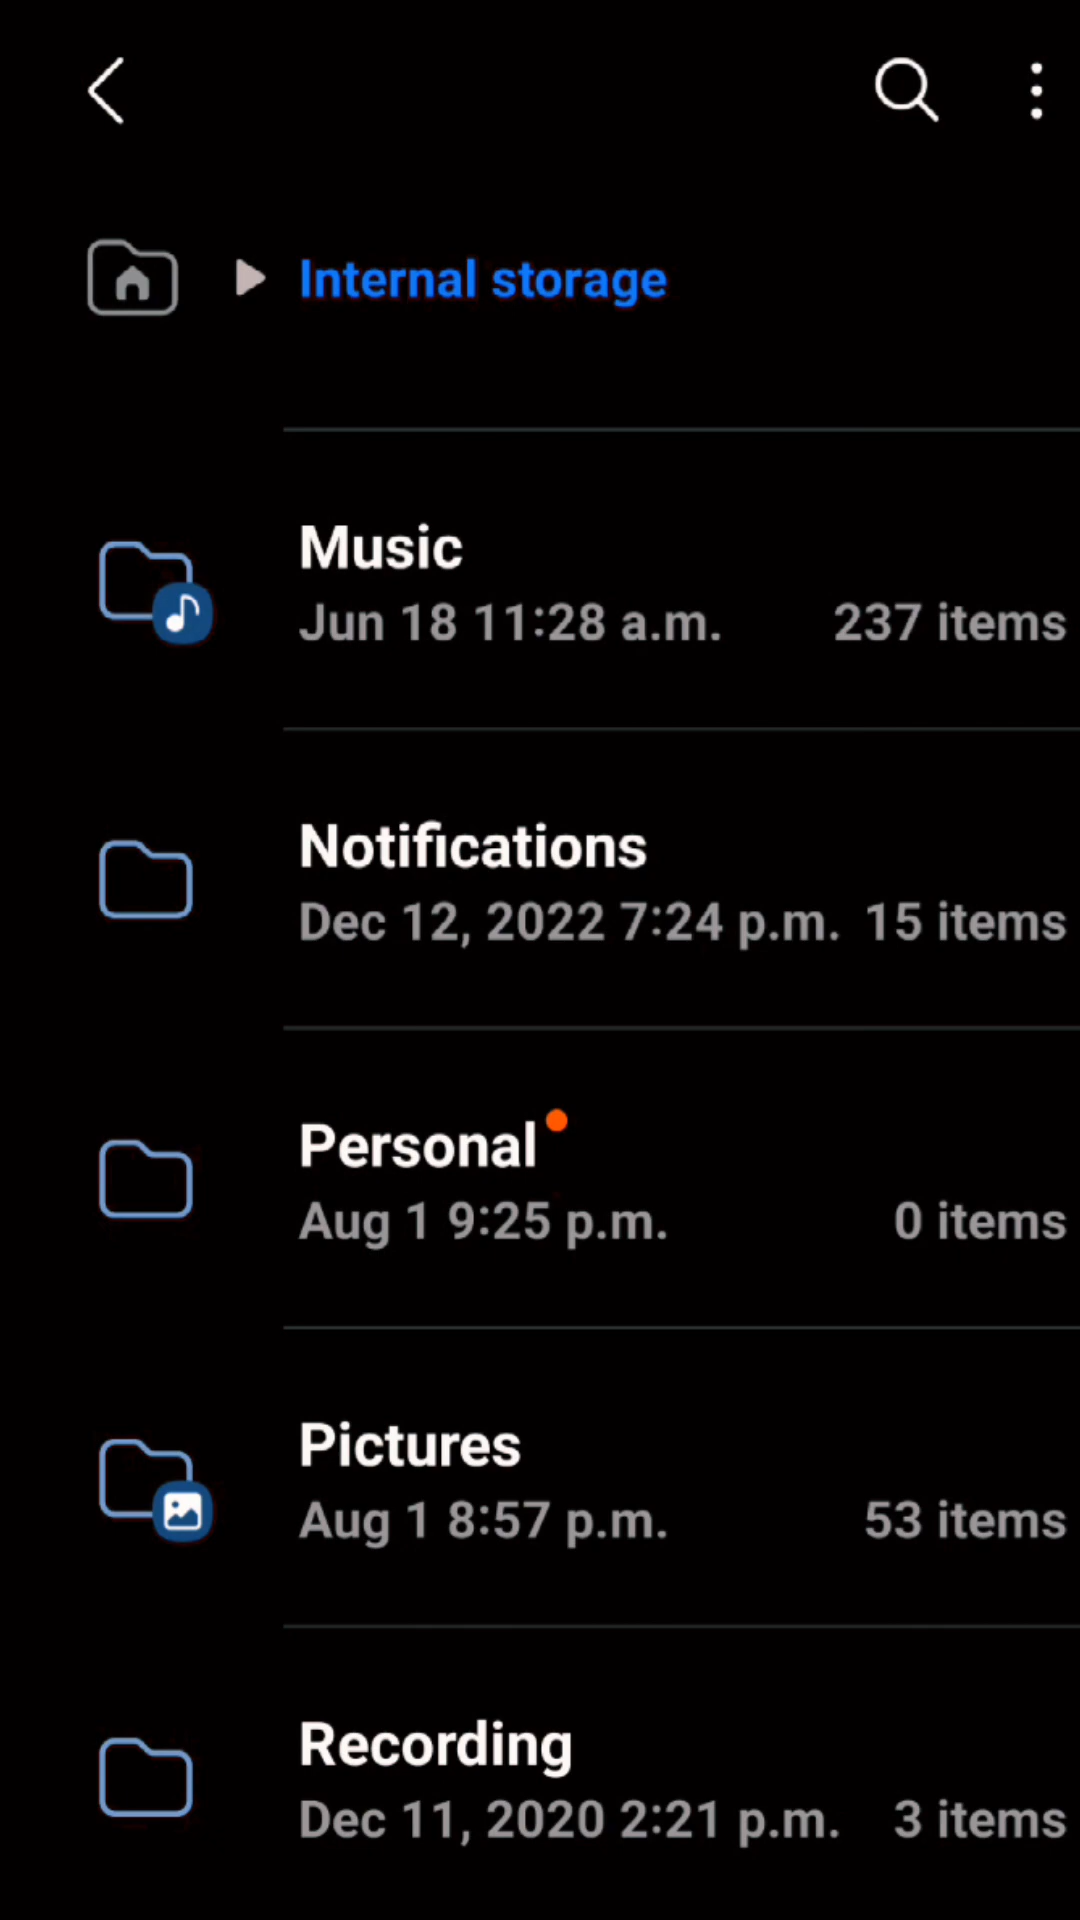 Internal storage
Music
Jun 18 11:28 a.m. 237 items
Notifications
Dec 12, 2022 7:24 p.m. 15 items
Personal
Aug 1 9:25 p.m. 0 items
Pictures
Aug 1 8:57 p.m. 53 items
Recording
Dec 11, 2020 2:21 p.m. 3 items